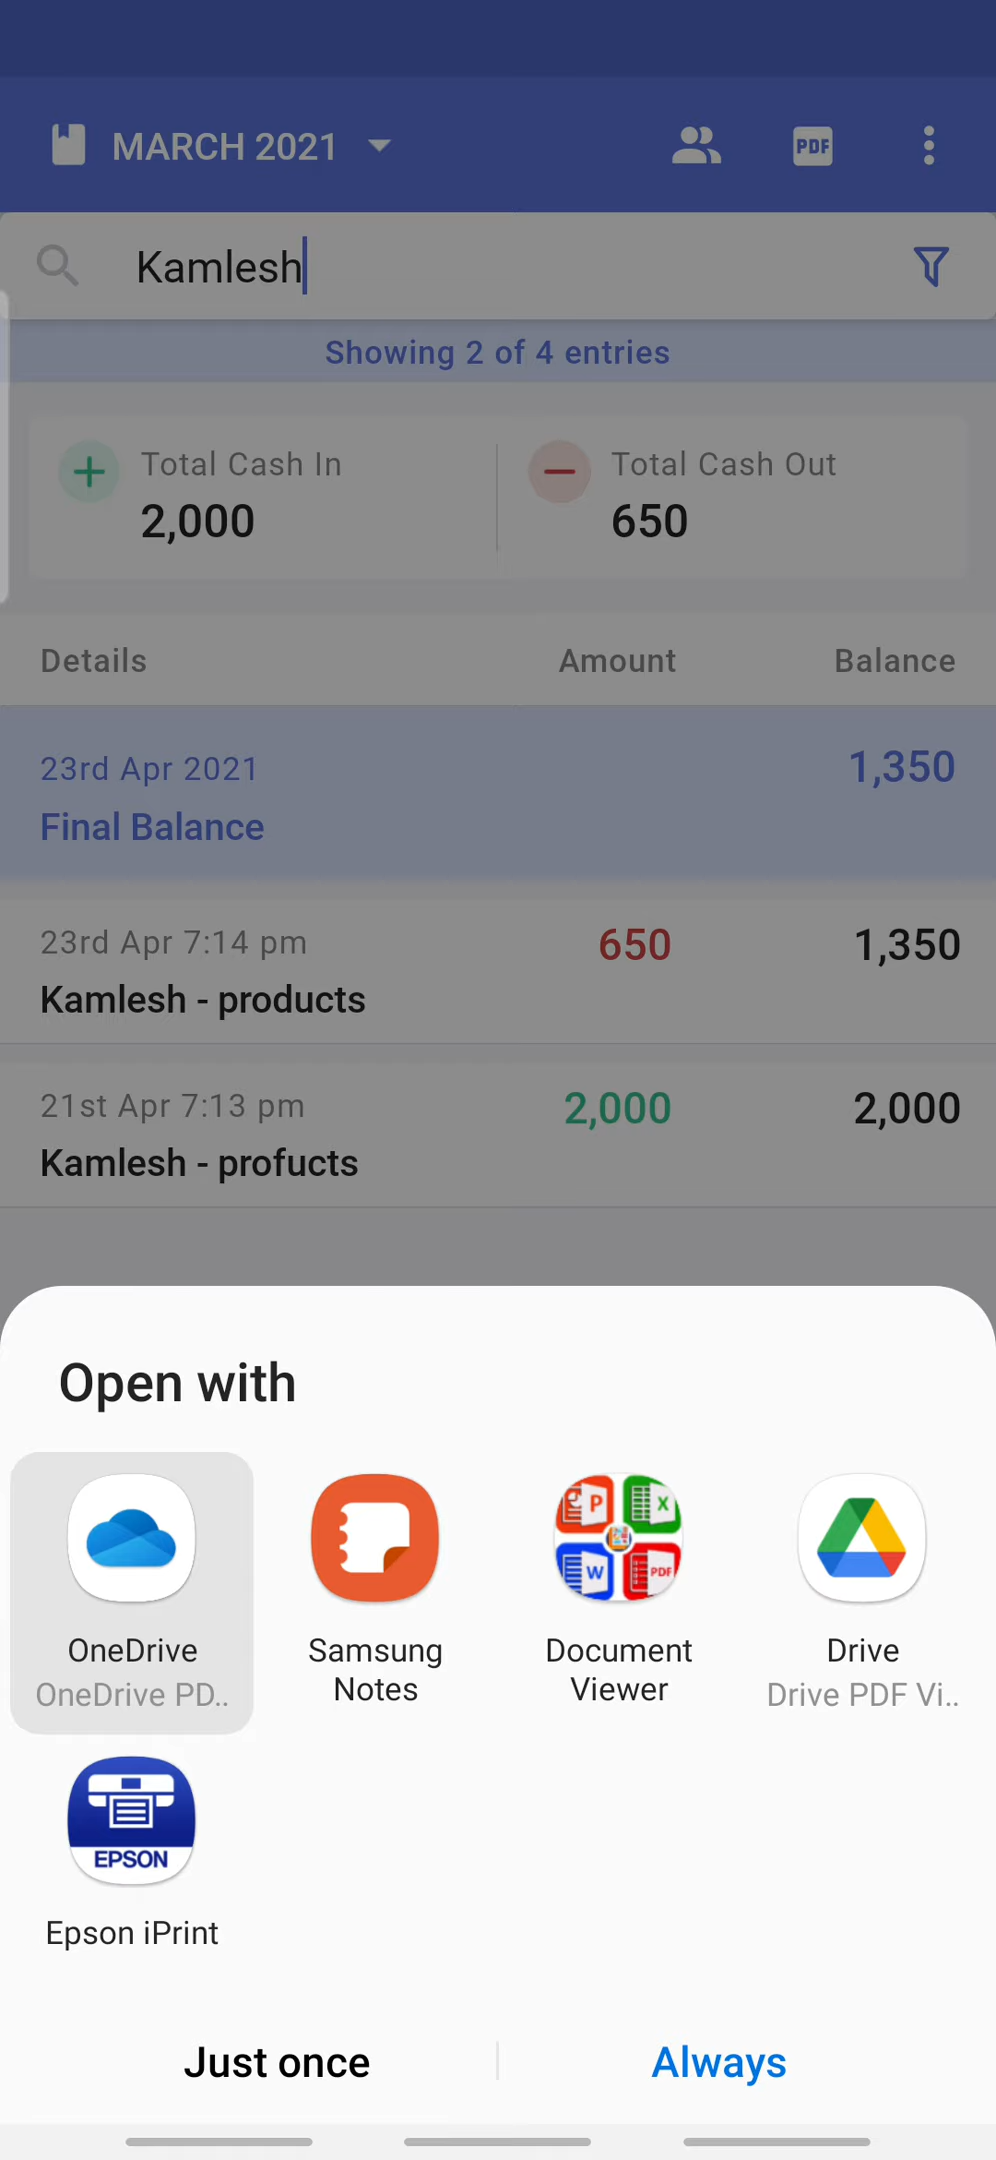 MARCH 2021
PDF
Kamlesh
Showing 2 of 4 entries
Total Cash In
2,000
Total Cash Out
650
Details Amount Balance
23rd Apr 2021 1,350
Final Balance
23rd Apr 7:14 pm 650 1,350
Kamlesh - products
21st Apr 7:13 pm 2,000 2,000
Kamlesh - profucts
Open with
P X
W PDF
OneDrive
OneDrive PD..
Samsung
Notes
Document
Viewer
Drive
Drive PDF Vi..
EPSON
Epson iPrint
Just once Always